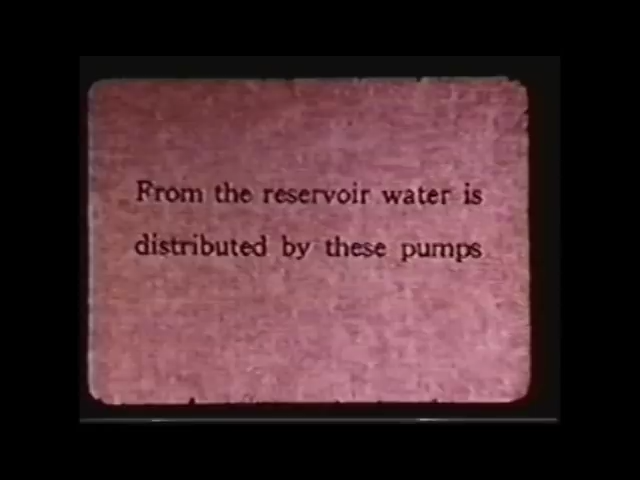 From the reservoir water is
distributed by these pumps